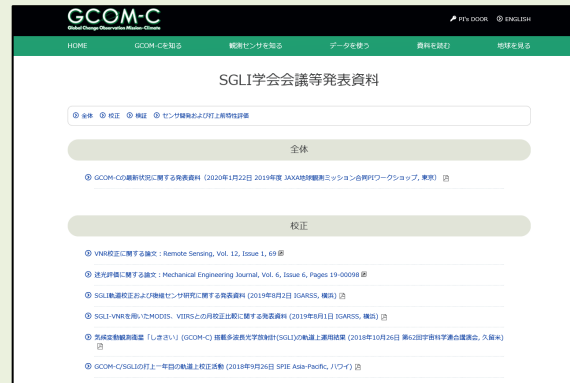 GCOM-C
Global Change Observation Mission-Climate
PI's DOOR ENGLISH
HOME GCOM-Cを知る 観測センサを知る データを使う 資料を読む 地球を見る
SGLI学会会議等発表資料
全体 校正 検証 センサ開発および打上前特性評価
全体
GCOM-Cの最新状況に関する発表資料（2020年1月22日 2019年度 JAXA地球観測ミッション合同PIワークショップ, 東京）
校正
VNR校正に関する論文：Remote Sensing, Vol. 12, Issue 1, 69
迷光評価に関する論文：Mechanical Engineering Journal, Vol. 6, Issue 6, Pages 19-00098
SGLI軌道校正および後継センサ研究に関する発表資料 (2019年8月2日 IGARSS, 横浜)
SGLI-VNRを用いたMODIS、VIIRSとの月校正比較に関する発表資料 (2019年8月1日 IGARSS, 横浜)
気候変動観測衛星「しきさい」(GCOM-C) 搭載多波長光学放射計(SGLI)の軌道上運用結果 (2018年10月26日 第62回宇宙科学連合講演会, 久留米)
GCOM-C/SGLIの打上一年目の軌道上校正活動 (2018年9月26日 SPIE Asia-Pacific, ハワイ)